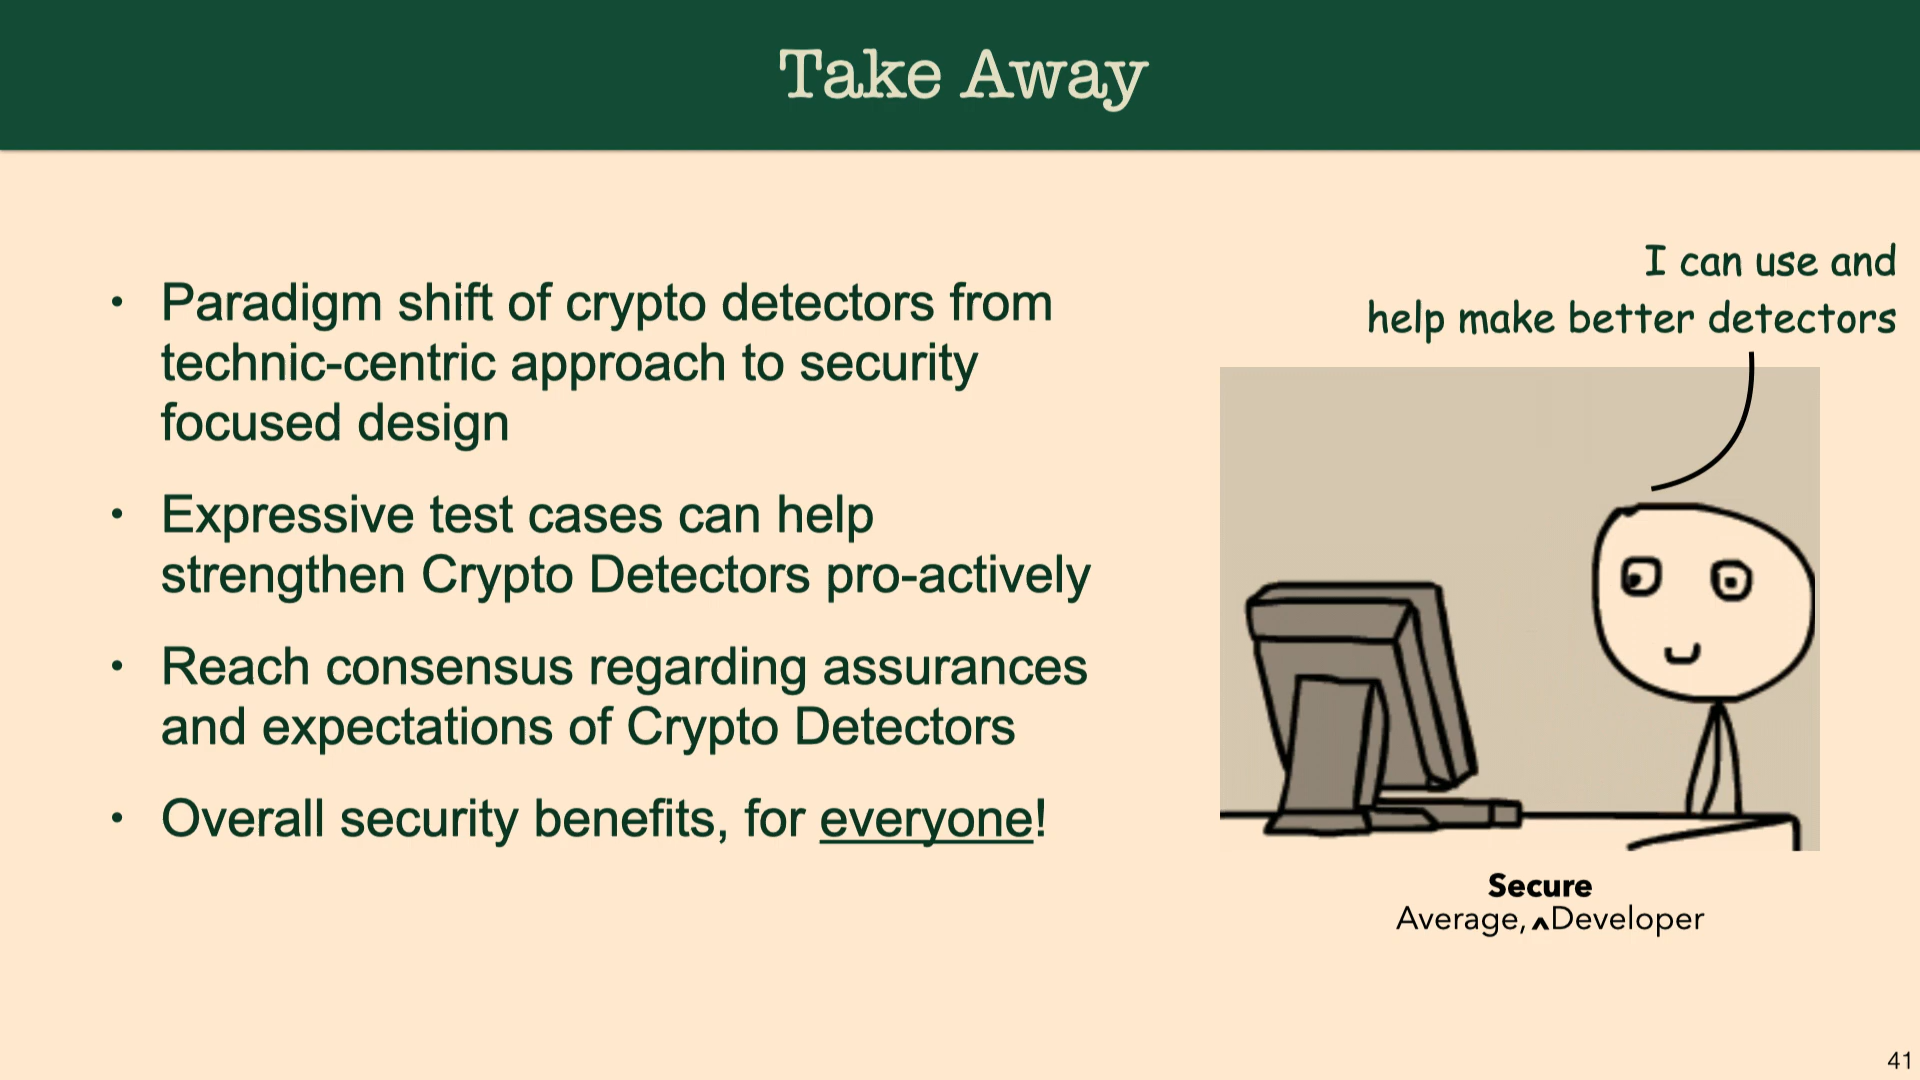 Take Away
• Paradigm shift of crypto detectors from
technic-centric approach to security
focused design
• Expressive test cases can help
strengthen Crypto Detectors pro-actively
• Reach consensus regarding assurances
and expectations of Crypto Detectors
• Overall security benefits, for everyone!
I can use and
help make better detectors
Secure
Average, ^Developer
41